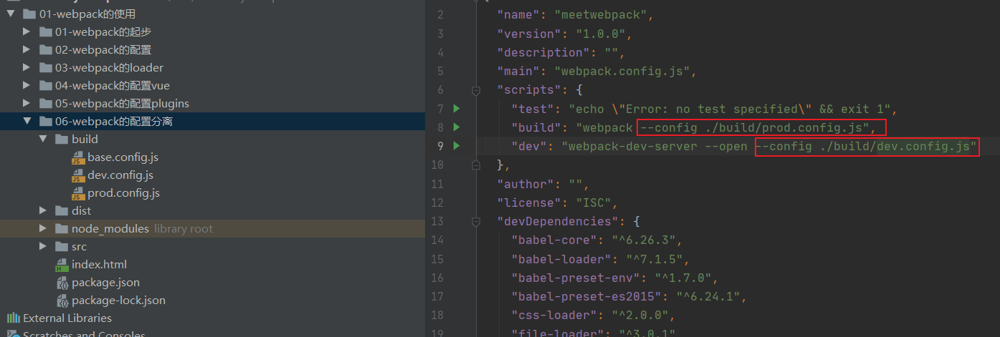 01-webpack的使用
01-webpack的起步
02-webpack的配置
03-webpack的loader
04-webpack的配置vue
05-webpack的配置plugins
06-webpack的配置分离
build
base.config.js
dev.config.js
prod.config.js
dist
node_modules library root
src
index.html
package.json
package-lock.json
External Libraries
Scratches and Consoles
2 "name": "meetwebpack",
3 "version": "1.0.0",
4 "description": "",
5 "main": "webpack.config.js",
6 "scripts": {
7 "test": "echo \"Error: no test specified\" && exit 1",
8 "build": "webpack --config ./build/prod.config.js",
9 "dev": "webpack-dev-server --open --config ./build/dev.config.js"
10 },
11 "author": "",
12 "license": "ISC",
13 "devDependencies": {
14 "babel-core": "^6.26.3",
15 "babel-loader": "^7.1.5",
16 "babel-preset-env": "^1.7.0",
17 "babel-preset-es2015": "^6.24.1",
18 "css-loader": "^2.0.0",
19 "file-loader": "^3.0.1"